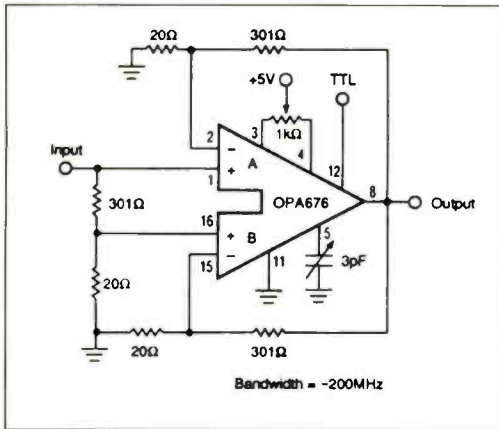 20Ω 301Ω
+5V TTL
2 3 1kΩ 4 12
Input
− A
1 +
301Ω
OPA676 8 Output
16 + 5
B
15 − 11 3pF
20Ω
20Ω 301Ω
Bandwidth = ~200MHz